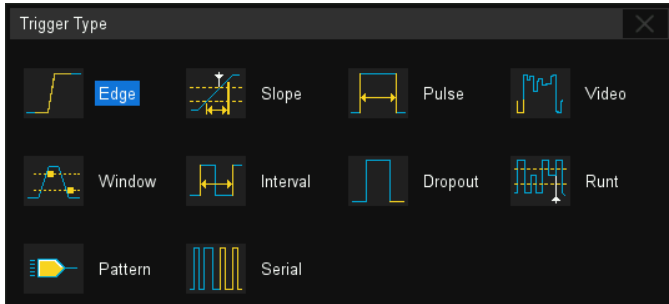 Trigger Type
Edge Slope Pulse Video
Window Interval Dropout Runt
Pattern Serial